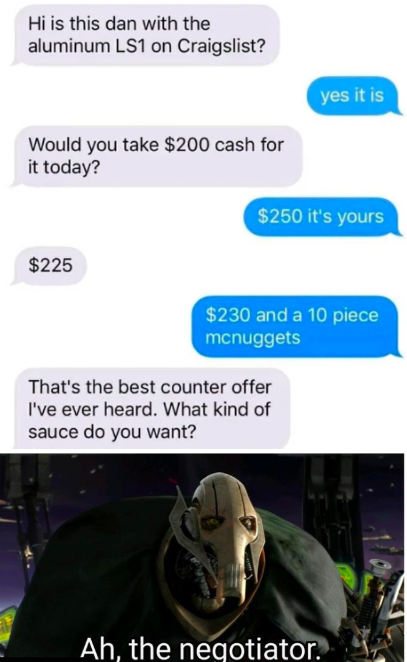 Hi is this dan with the
aluminum LS1 on Craigslist?
yes it is
Would you take $200 cash for
it today?
$250 it's yours
$225
$230 and a 10 piece
mcnuggets
That's the best counter offer
I've ever heard. What kind of
sauce do you want?
Ah, the negotiator.